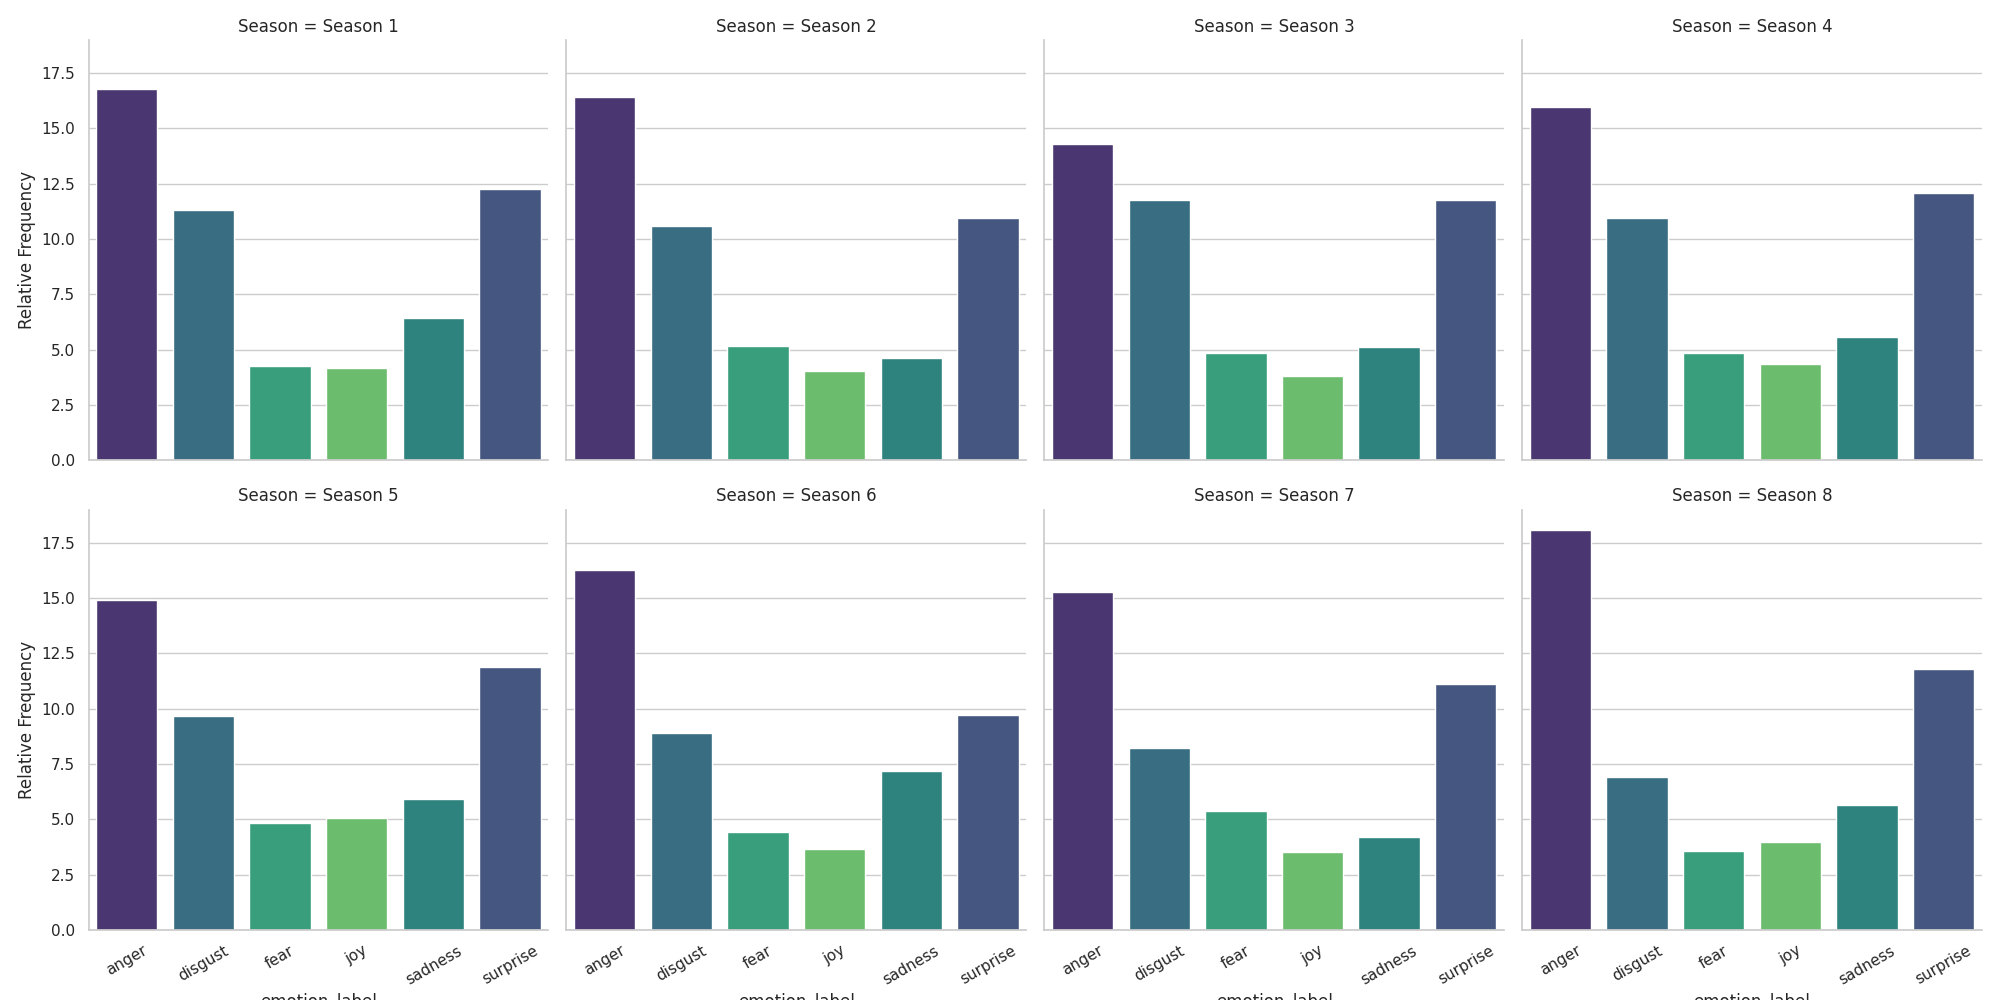 Season = Season 1
Season = Season 2
Season = Season 3
Season = Season 4
17.5
15.0
12.5
10.0
7.5
5.0
2.5
0.0
Relative Frequency
Season = Season 5
Season = Season 6
Season = Season 7
Season = Season 8
17.5
15.0
12.5
10.0
7.5
5.0
2.5
0.0
Relative Frequency
anger disgust fear joy sadness surprise
anger disgust fear joy sadness surprise
anger disgust fear joy sadness surprise
anger disgust fear joy sadness surprise
emotion_label
emotion_label
emotion_label
emotion_label